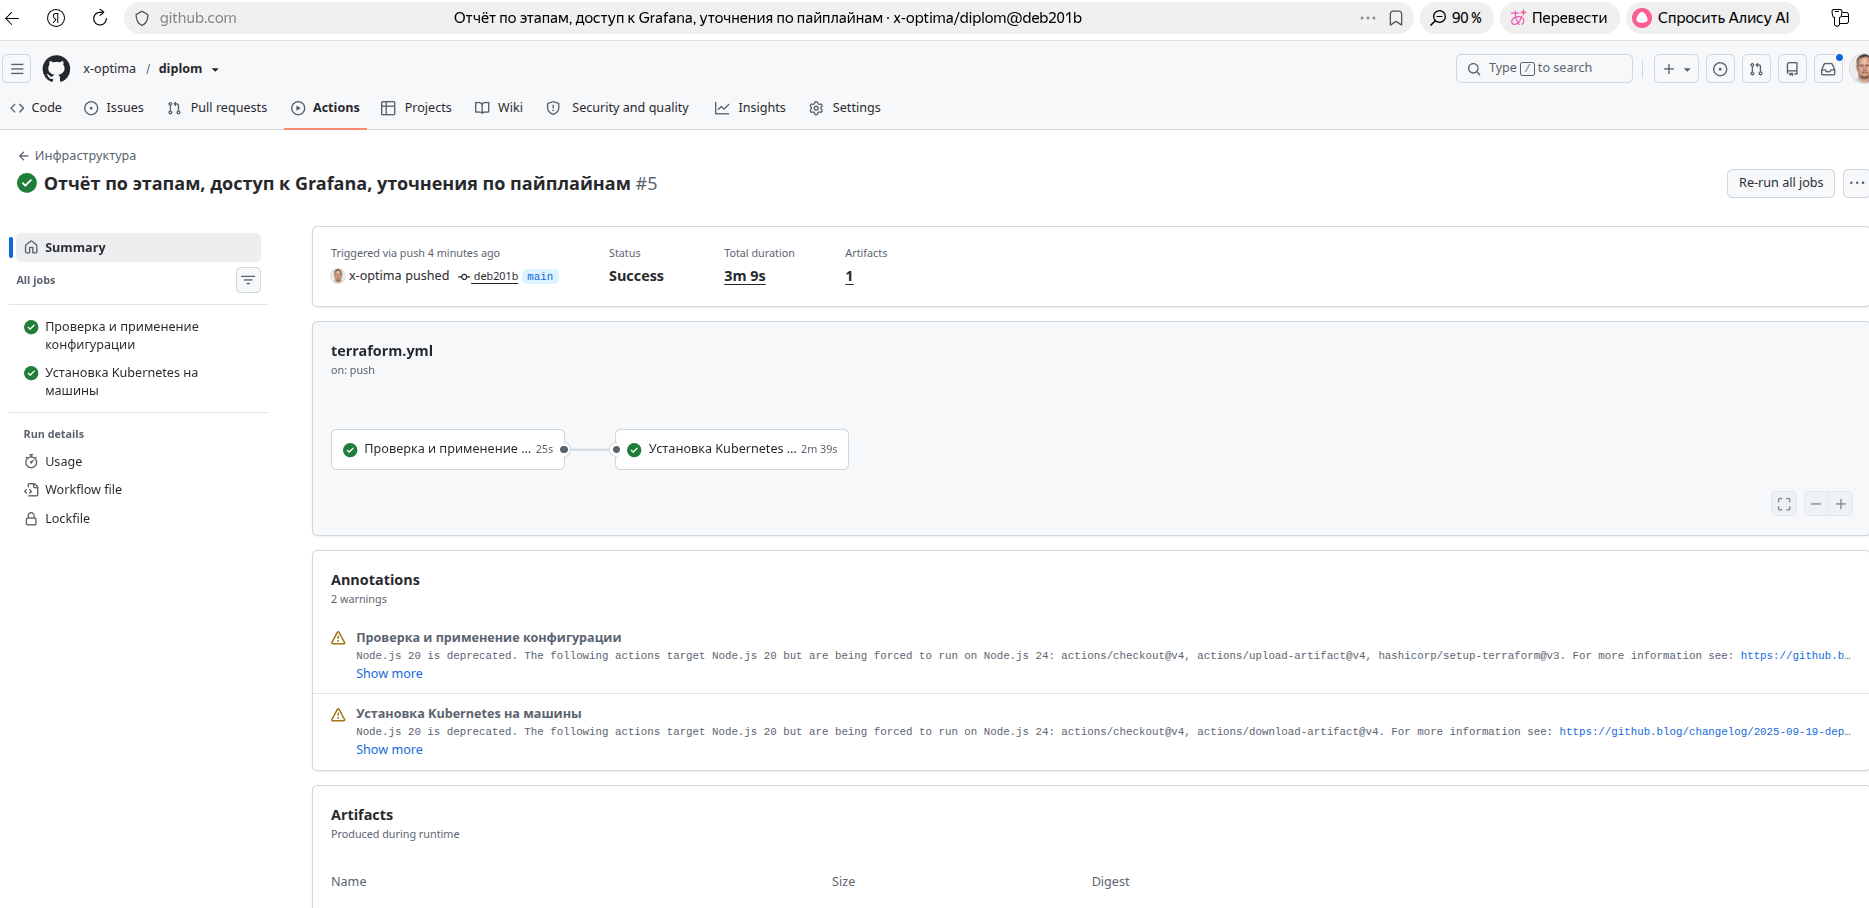 github.com
Отчёт по этапам, доступ к Grafana, уточнения по пайплайнам · x-optima/diplom@deb201b
90 %
Перевести
Спросить Алису AI
x-optima / diplom
Type / to search
Code
Issues
Pull requests
Actions
Projects
Wiki
Security and quality
Insights
Settings
Инфраструктура
Отчёт по этапам, доступ к Grafana, уточнения по пайплайнам #5
Re-run all jobs
Summary
All jobs
Проверка и применение
конфигурации
Установка Kubernetes на
машины
Run details
Usage
Workflow file
Lockfile
Triggered via push 4 minutes ago
x-optima pushed deb201b main
Status
Success
Total duration
3m 9s
Artifacts
1
terraform.yml
on: push
Проверка и применение ... 25s
Установка Kubernetes ... 2m 39s
Annotations
2 warnings
Проверка и применение конфигурации
Node.js 20 is deprecated. The following actions target Node.js 20 but are being forced to run on Node.js 24: actions/checkout@v4, actions/upload-artifact@v4, hashicorp/setup-terraform@v3. For more information see: https://github.b…
Show more
Установка Kubernetes на машины
Node.js 20 is deprecated. The following actions target Node.js 20 but are being forced to run on Node.js 24: actions/checkout@v4, actions/download-artifact@v4. For more information see: https://github.blog/changelog/2025-09-19-dep…
Show more
Artifacts
Produced during runtime
Name
Size
Digest